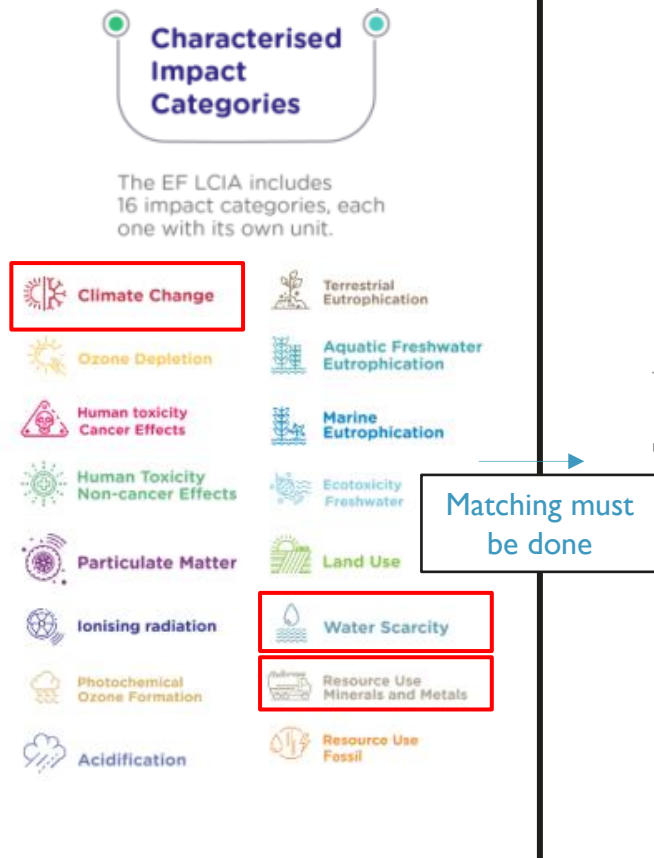 Characterised
Impact
Categories
The EF LCIA includes
16 impact categories, each
one with its own unit.
Climate Change
Ozone Depletion
Human toxicity
Cancer Effects
Human Toxicity
Non-cancer Effects
Particulate Matter
Ionising radiation
Photochemical
Ozone Formation
Acidification
Terrestrial
Eutrophication
Aquatic Freshwater
Eutrophication
Marine
Eutrophication
Ecotoxicity
Freshwater
Land Use
Water Scarcity
Resource Use
Minerals and Metals
Resource Use
Fossil
Matching must
be done